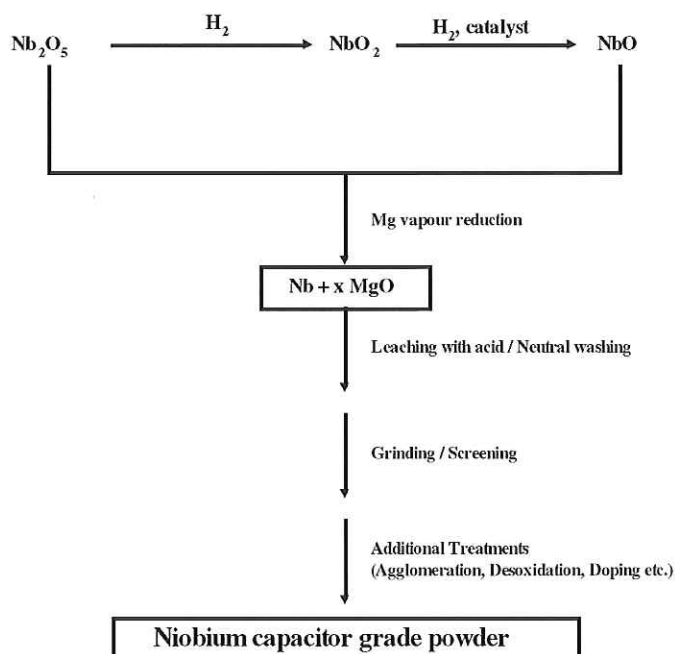 Nb₂O₅ H₂ NbO₂ H₂, catalyst NbO
Mg vapour reduction
Nb + x MgO
Leaching with acid / Neutral washing
Grinding / Screening
Additional Treatments
(Agglomeration, Desoxidation, Doping etc.)
Niobium capacitor grade powder